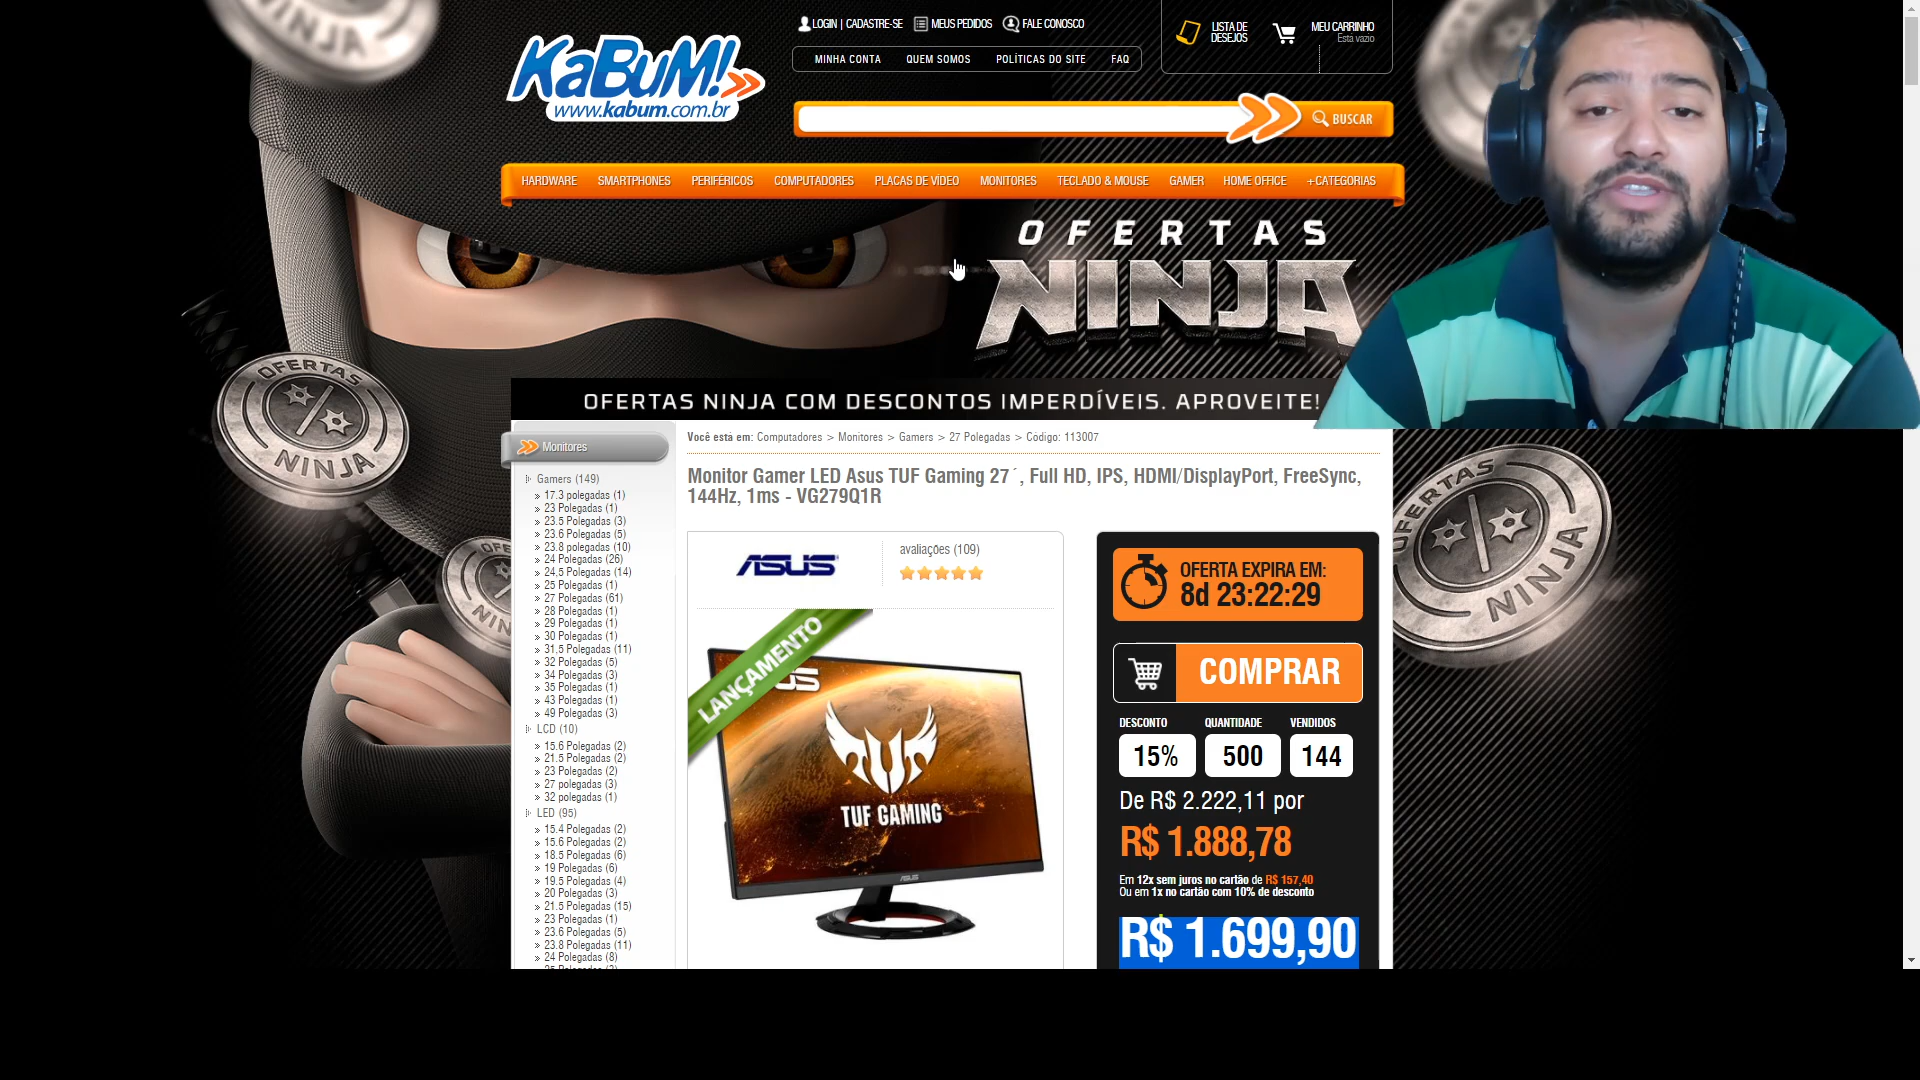 LOGIN | CADASTRE-SE MEUS PEDIDOS FALE CONOSCO
LISTA DE DESEJOS
MEU CARRINHO
Esta vazio
MINHA CONTA QUEM SOMOS POLÍTICAS DO SITE FAQ
KaBuM!
www.kabum.com.br
BUSCAR
HARDWARE SMARTPHONES PERIFÉRICOS COMPUTADORES PLACAS DE VÍDEO MONITORES TECLADO & MOUSE GAMER HOME OFFICE +CATEGORIAS
OFERTAS
NINJA
OFERTAS NINJA COM DESCONTOS IMPERDÍVEIS. APROVEITE!
NINJA
OFERTAS
NINJA
OFERTAS
NINJA
Monitores
Gamers (149)
17.3 polegadas (1)
23 Polegadas (1)
23.5 Polegadas (3)
23.6 Polegadas (5)
23.8 polegadas (10)
24 Polegadas (26)
24,5 Polegadas (14)
25 Polegadas (1)
27 Polegadas (61)
28 Polegadas (1)
29 Polegadas (1)
30 Polegadas (1)
31,5 Polegadas (11)
32 Polegadas (5)
34 Polegadas (3)
35 Polegadas (1)
43 Polegadas (1)
49 Polegadas (3)
LCD (10)
15.6 Polegadas (2)
21.5 Polegadas (2)
23 Polegadas (2)
27 polegadas (3)
32 polegadas (1)
LED (95)
15.4 Polegadas (2)
15.6 Polegadas (2)
18.5 Polegadas (6)
19 Polegadas (6)
19.5 Polegadas (4)
20 Polegadas (3)
21.5 Polegadas (15)
23 Polegadas (1)
23.6 Polegadas (5)
23.8 Polegadas (11)
24 Polegadas (8)
Você está em: Computadores > Monitores > Gamers > 27 Polegadas > Código: 113007
Monitor Gamer LED Asus TUF Gaming 27´, Full HD, IPS, HDMI/DisplayPort, FreeSync,
144Hz, 1ms - VG279Q1R
ASUS
avaliações (109)
LANÇAMENTO
TUF GAMING
ASUS
OFERTA EXPIRA EM:
8d 23:22:29
COMPRAR
DESCONTO QUANTIDADE VENDIDOS
15% 500 144
De R$ 2.222,11 por
R$ 1.888,78
Em 12x sem juros no cartão de R$ 157,40
Ou em 1x no cartão com 10% de desconto
R$ 1.699,90